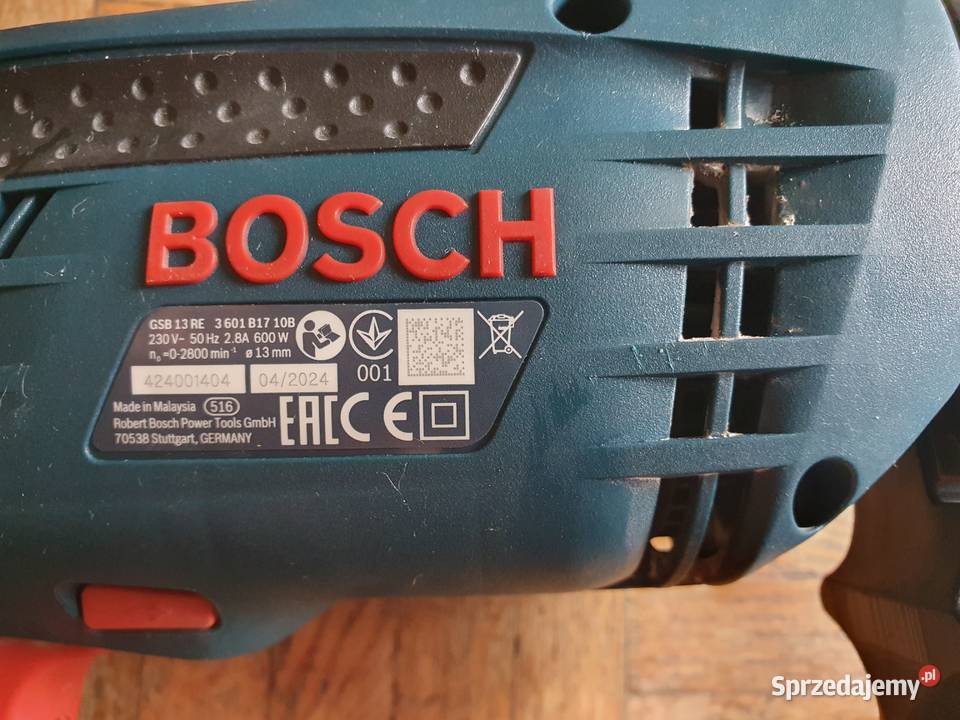 BOSCH
GSB 13 RE 3 601 B17 10B
230 V~ 50 Hz 2.8A 600 W
n₀ =0-2800 min⁻¹ ø 13 mm
001
424001404 04/2024
Made in Malaysia 516
Robert Bosch Power Tools GmbH
70538 Stuttgart, GERMANY
EAC CE
Sprzedajemy.pl